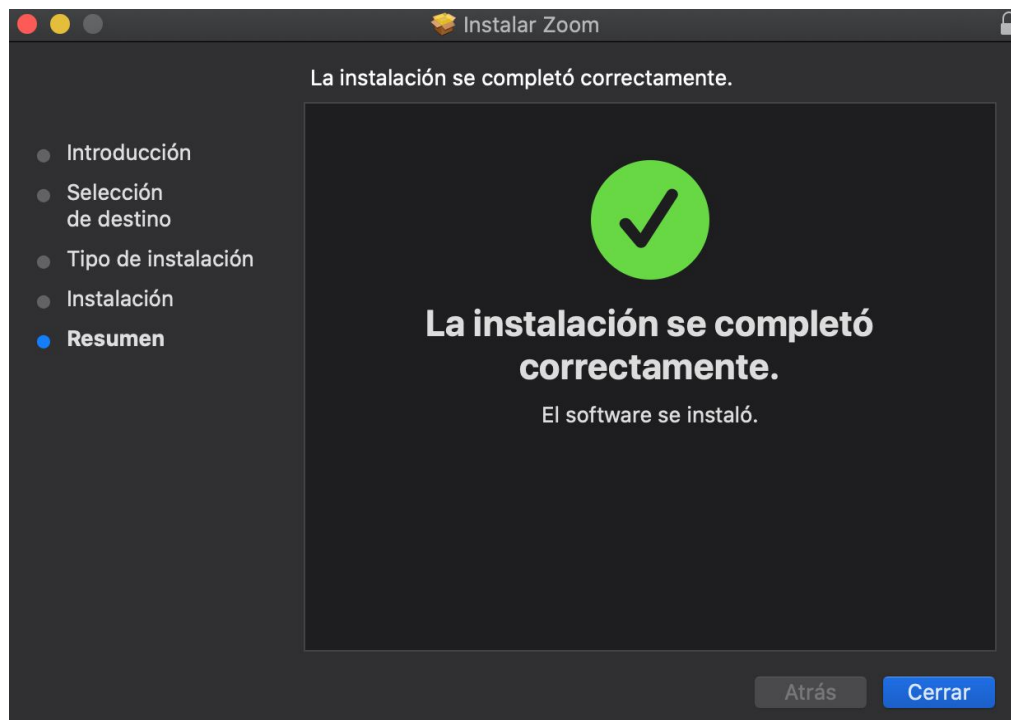 Instalar Zoom
La instalación se completó correctamente.
Introducción
Selección
de destino
Tipo de instalación
Instalación
Resumen
La instalación se completó
correctamente.
El software se instaló.
Atrás
Cerrar